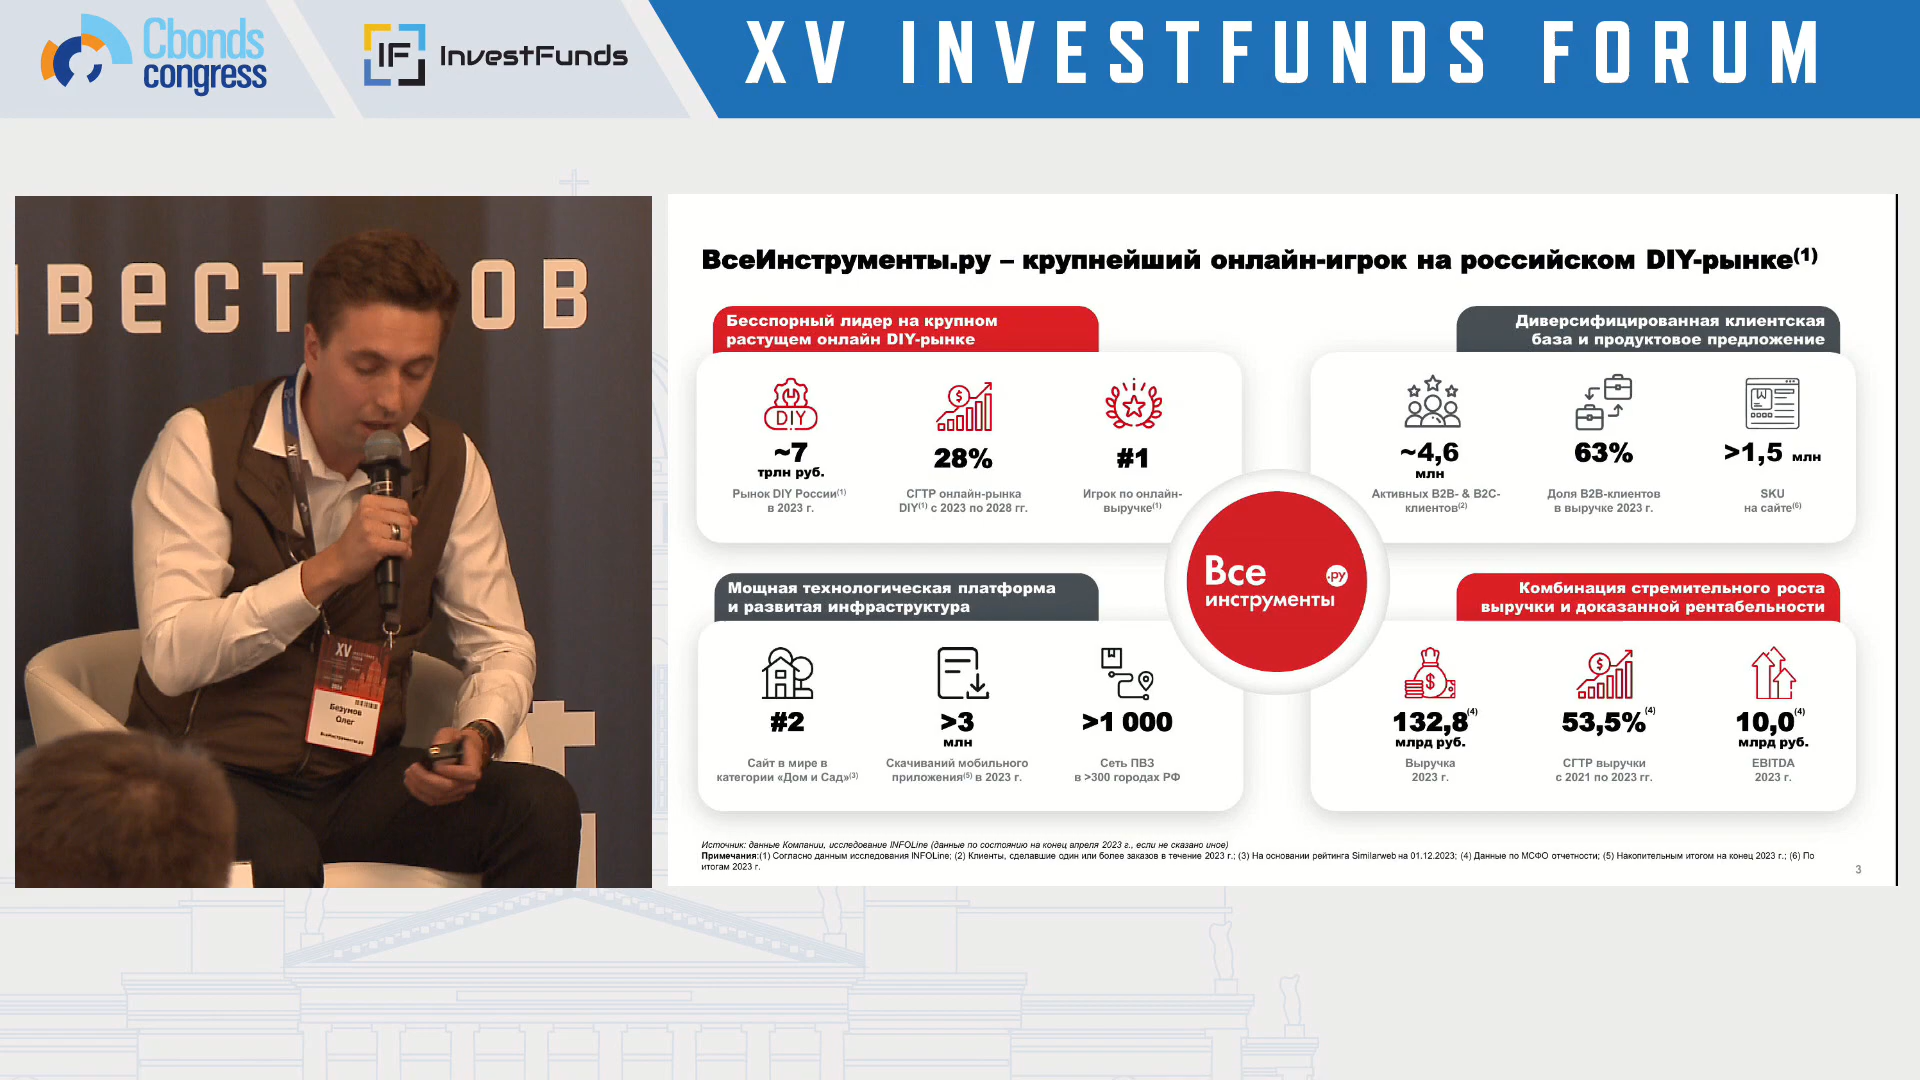 Cbonds
congress
IF InvestFunds
XV INVESTFUNDS FORUM
нвест ов
XV
Безумов
Олег
ВсеИнструменты.ру
ВсеИнструменты.ру – крупнейший онлайн-игрок на российском DIY-рынке(1)
Бесспорный лидер на крупном
растущем онлайн DIY-рынке
DIY
~7
трлн руб.
Рынок DIY России(1)
в 2023 г.
28%
СГТР онлайн-рынка
DIY(1) с 2023 по 2028 гг.
#1
Игрок по онлайн-
выручке(1)
Диверсифицированная клиентская
база и продуктовое предложение
~4,6
млн
Активных B2B- & B2C-
клиентов(2)
63%
Доля B2B-клиентов
в выручке 2023 г.
>1,5 млн
SKU
на сайте(6)
Все
инструменты
.ру
Мощная технологическая платформа
и развитая инфраструктура
#2
Сайт в мире в
категории «Дом и Сад»(3)
>3
млн
Скачиваний мобильного
приложения(5) в 2023 г.
>1 000
Сеть ПВЗ
в >300 городах РФ
Комбинация стремительного роста
выручки и доказанной рентабельности
132,8(4)
млрд руб.
Выручка
2023 г.
53,5%(4)
СГТР выручки
с 2021 по 2023 гг.
10,0(4)
млрд руб.
EBITDA
2023 г.
Источник: данные Компании, исследование INFOLine (данные по состоянию на конец апреля 2023 г., если не сказано иное)
Примечания:(1) Согласно данным исследования INFOLine; (2) Клиенты, сделавшие один или более заказов в течение 2023 г.; (3) На основании рейтинга Similarweb на 01.12.2023; (4) Данные по МСФО отчетности; (5) Накопительным итогом на конец 2023 г.; (6) По
итогам 2023 г.
3